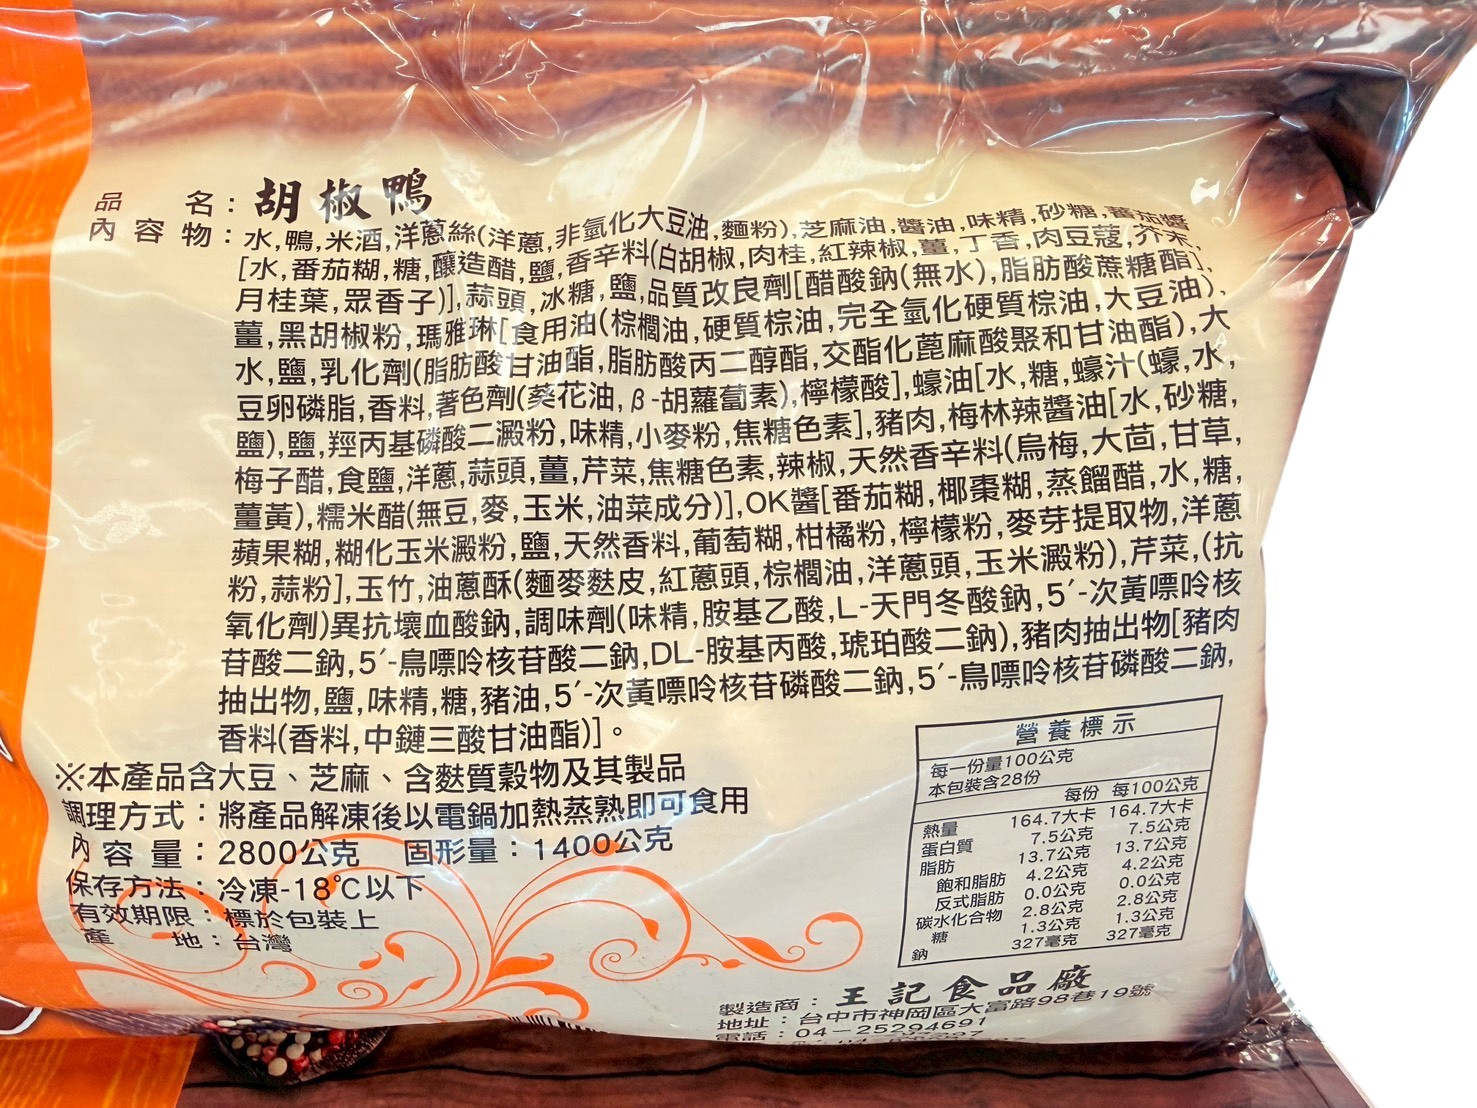 品名：胡椒鴨
內容物：水,鴨,米酒,洋蔥絲(洋蔥,非氫化大豆油,麵粉),芝麻油,醬油,味精,砂糖,蕃茄醬
[水,番茄糊,糖,釀造醋,鹽,香辛料(白胡椒,肉桂,紅辣椒,薑,丁香,肉豆蔻,芥末,
月桂葉,眾香子)],蒜頭,冰糖,鹽,品質改良劑[醋酸鈉(無水),脂肪酸蔗糖酯],
薑,黑胡椒粉,瑪雅琳[食用油(棕櫚油,硬質棕油,完全氫化硬質棕油,大豆油),
水,鹽,乳化劑(脂肪酸甘油酯,脂肪酸丙二醇酯,交酯化蓖麻酸聚和甘油酯),大
豆卵磷脂,香料,著色劑(葵花油,β-胡蘿蔔素),檸檬酸],蠔油[水,糖,蠔汁(蠔,水,
鹽),鹽,羥丙基磷酸二澱粉,味精,小麥粉,焦糖色素],豬肉,梅林辣醬油[水,砂糖,
梅子醋,食鹽,洋蔥,蒜頭,薑,芹菜,焦糖色素,辣椒,天然香辛料(烏梅,大茴,甘草,
薑黃),糯米醋(無豆,麥,玉米,油菜成分)],OK醬[番茄糊,椰棗糊,蒸餾醋,水,糖,
蘋果糊,糊化玉米澱粉,鹽,天然香料,葡萄糊,柑橘粉,檸檬粉,麥芽提取物,洋蔥
粉,蒜粉],玉竹,油蔥酥(麵麥麩皮,紅蔥頭,棕櫚油,洋蔥頭,玉米澱粉),芹菜,(抗
氧化劑)異抗壞血酸鈉,調味劑(味精,胺基乙酸,L-天門冬酸鈉,5′-次黃嘌呤核
苷酸二鈉,5′-鳥嘌呤核苷酸二鈉,DL-胺基丙酸,琥珀酸二鈉),豬肉抽出物[豬肉
抽出物,鹽,味精,糖,豬油,5′-次黃嘌呤核苷磷酸二鈉,5′-鳥嘌呤核苷磷酸二鈉,
香料(香料,中鏈三酸甘油酯)]。
※本產品含大豆、芝麻、含麩質穀物及其製品
調理方式：將產品解凍後以電鍋加熱蒸熟即可食用
內容量：2800公克 固形量：1400公克
保存方法：冷凍-18℃以下
有效期限：標於包裝上
產地：台灣
營養標示
每一份量100公克
本包裝含28份
每份 每100公克
熱量 164.7大卡 164.7大卡
蛋白質 7.5公克 7.5公克
脂肪 13.7公克 13.7公克
飽和脂肪 4.2公克 4.2公克
反式脂肪 0.0公克 0.0公克
碳水化合物 2.8公克 2.8公克
糖 1.3公克 1.3公克
鈉 327毫克 327毫克
製造商：王記食品廠
地址：台中市神岡區大富路98巷19號
電話：04-25294691